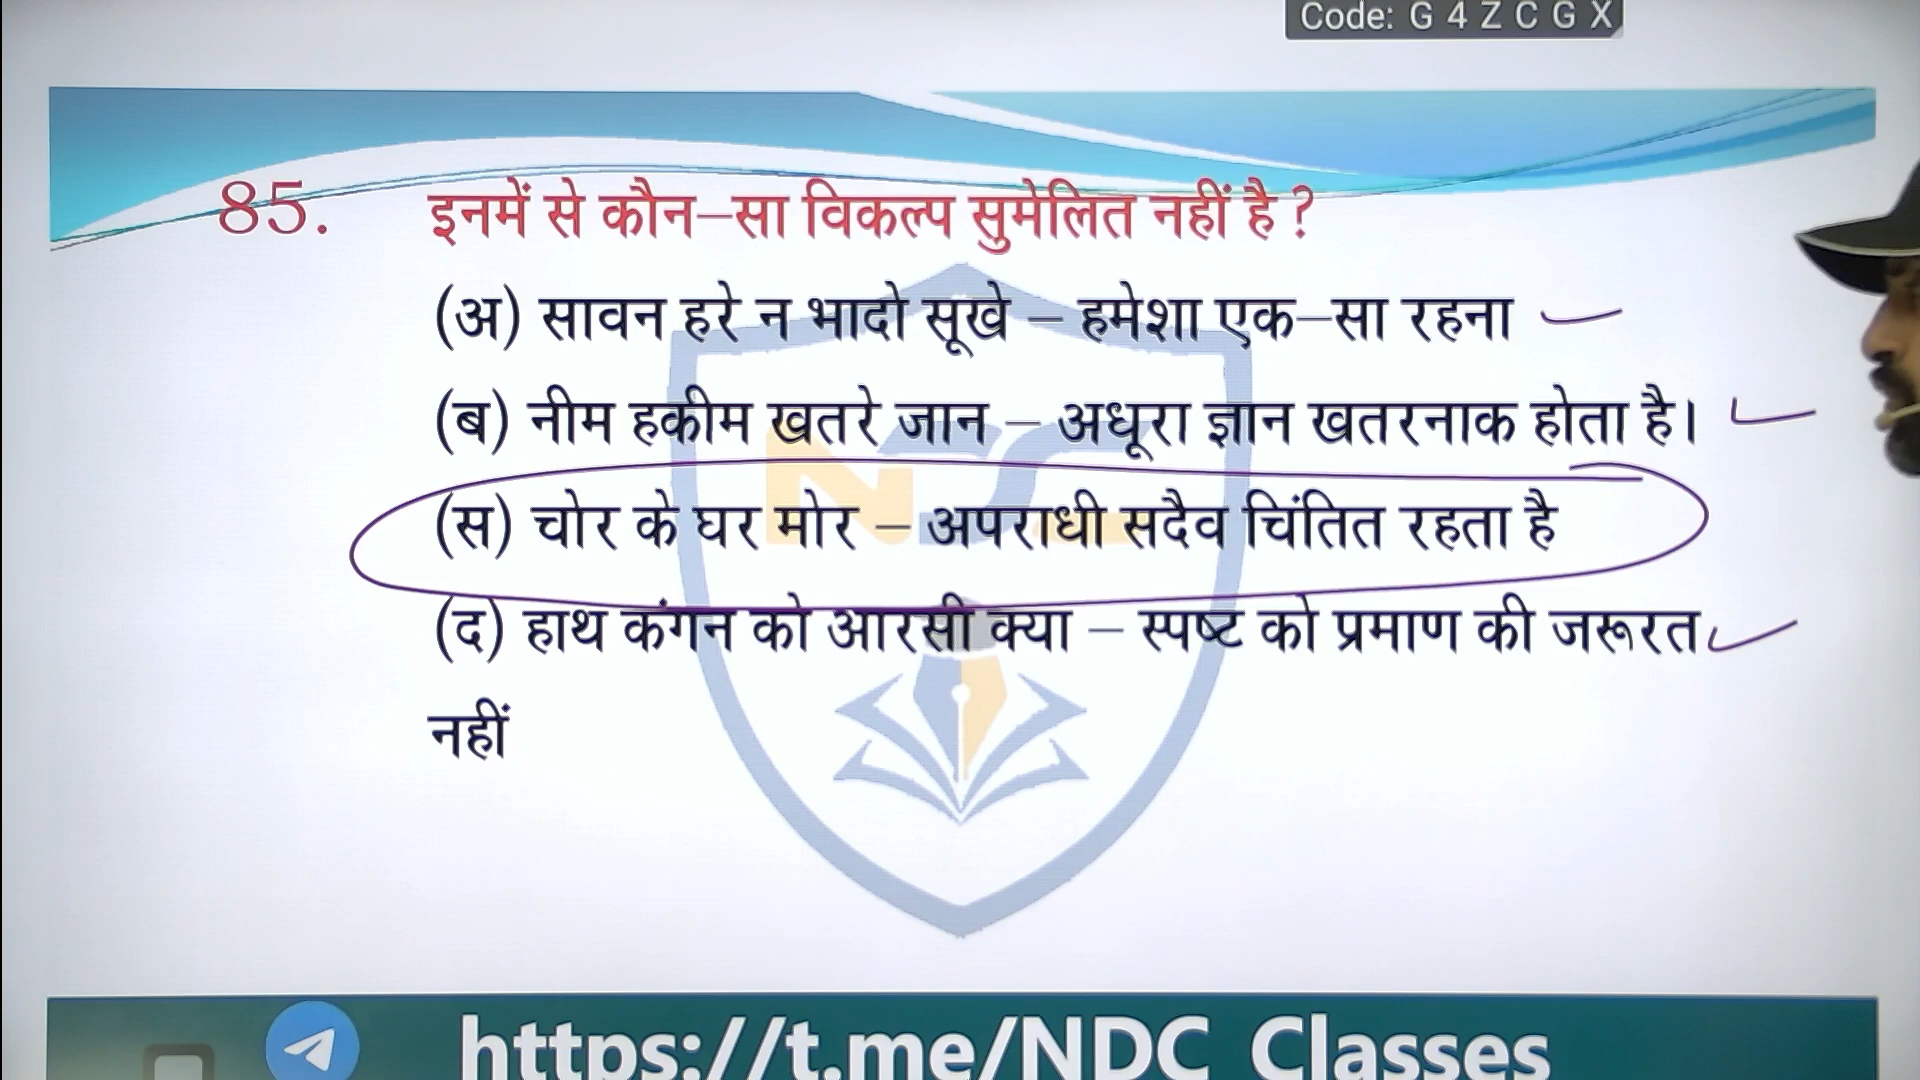 Code: G 4 Z C G X
85. इनमें से कौन–सा विकल्प सुमेलित नहीं है ?
(अ) सावन हरे न भादो सूखे – हमेशा एक–सा रहना
(ब) नीम हकीम खतरे जान – अधूरा ज्ञान खतरनाक होता है।
(स) चोर के घर मोर – अपराधी सदैव चिंतित रहता है
(द) हाथ कंगन को आरसी क्या – स्पष्ट को प्रमाण की जरूरत
नहीं
https://t.me/NDC_Classes